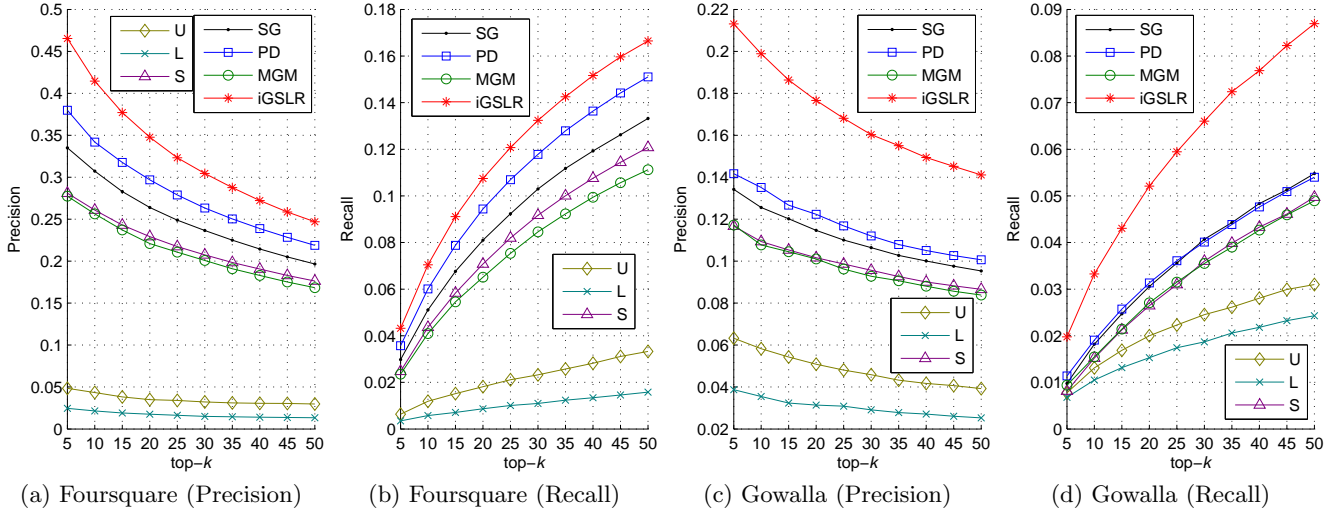 0.5
0.45
0.4
0.35
0.3
0.25
0.2
0.15
0.1
0.05
0
Precision
U
L
S
SG
PD
MGM
iGSLR
5 10 15 20 25 30 35 40 45 50
top-k
(a) Foursquare (Precision)
0.18
0.16
0.14
0.12
0.1
0.08
0.06
0.04
0.02
0
Recall
SG
PD
MGM
iGSLR
U
L
S
5 10 15 20 25 30 35 40 45 50
top-k
(b) Foursquare (Recall)
0.22
0.2
0.18
0.16
0.14
0.12
0.1
0.08
0.06
0.04
0.02
Precision
SG
PD
MGM
iGSLR
U
L
S
5 10 15 20 25 30 35 40 45 50
top-k
(c) Gowalla (Precision)
0.09
0.08
0.07
0.06
0.05
0.04
0.03
0.02
0.01
0
Recall
SG
PD
MGM
iGSLR
U
L
S
5 10 15 20 25 30 35 40 45 50
top-k
(d) Gowalla (Recall)